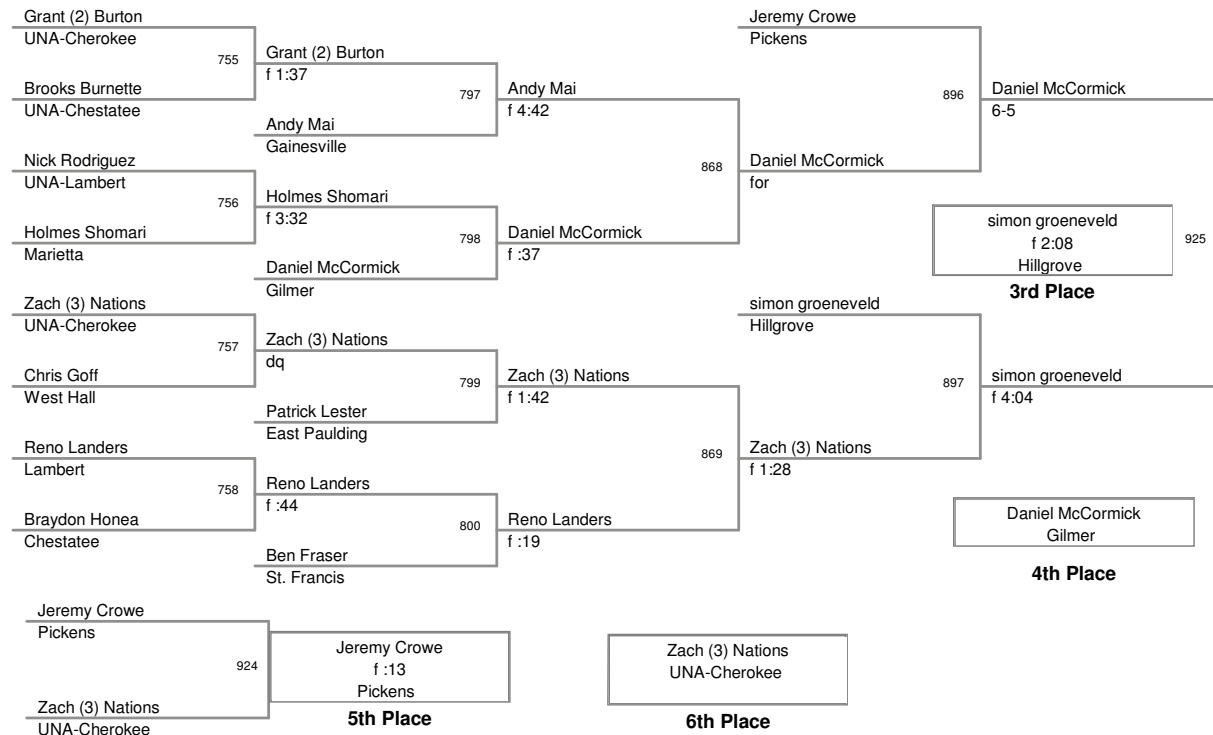 Grant (2) Burton
UNA-Cherokee
755
Brooks Burnette
UNA-Chestatee
Nick Rodriguez
UNA-Lambert
756
Holmes Shomari
Marietta
Zach (3) Nations
UNA-Cherokee
757
Chris Goff
West Hall
Reno Landers
Lambert
758
Braydon Honea
Chestatee
Grant (2) Burton
f 1:37
797
Andy Mai
Gainesville
Holmes Shomari
f 3:32
798
Daniel McCormick
Gilmer
Zach (3) Nations
dq
799
Patrick Lester
East Paulding
Reno Landers
f :44
800
Ben Fraser
St. Francis
Andy Mai
f 4:42
868
Daniel McCormick
f :37
Zach (3) Nations
f 1:42
869
Reno Landers
f :19
Jeremy Crowe
Pickens
896
Daniel McCormick
for
simon groeneveld
Hillgrove
897
Zach (3) Nations
f 1:28
Daniel McCormick
6-5
simon groeneveld
f 2:08
Hillgrove
925
3rd Place
simon groeneveld
f 4:04
Daniel McCormick
Gilmer
4th Place
Jeremy Crowe
Pickens
924
Zach (3) Nations
UNA-Cherokee
Jeremy Crowe
f :13
Pickens
5th Place
Zach (3) Nations
UNA-Cherokee
6th Place